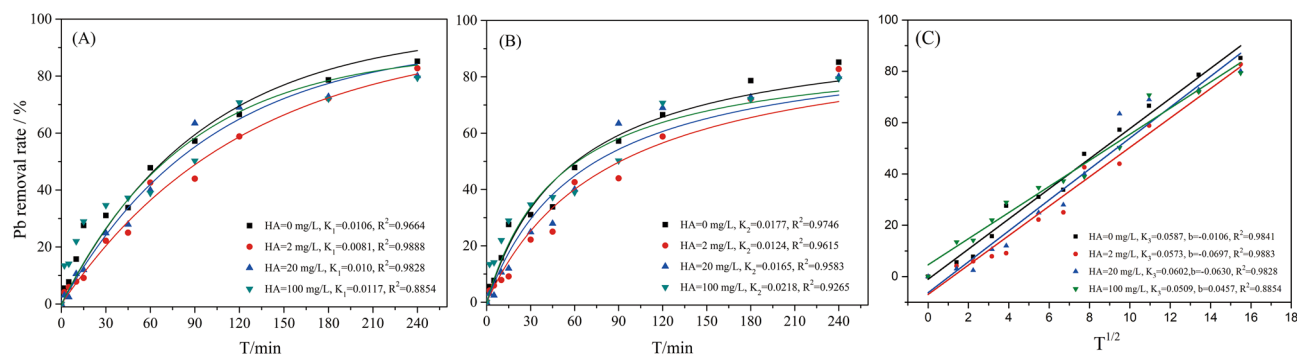 Pb removal rate / %
100
80
60
40
20
0
(A)
HA=0 mg/L, K1=0.0106, R²=0.9664
HA=2 mg/L, K1=0.0081, R²=0.9888
HA=20 mg/L, K1=0.010, R²=0.9828
HA=100 mg/L, K1=0.0117, R²=0.8854
0 30 60 90 120 150 180 210 240
T/min
100
80
60
40
20
0
(B)
HA=0 mg/L, K2=0.0177, R²=0.9746
HA=2 mg/L, K2=0.0124, R²=0.9615
HA=20 mg/L, K2=0.0165, R²=0.9583
HA=100 mg/L, K2=0.0218, R²=0.9265
0 30 60 90 120 150 180 210 240
T/min
100
80
60
40
20
0
(C)
HA=0 mg/L, K3=0.0587, b=-0.0106, R²=0.9841
HA=2 mg/L, K3=0.0573, b=-0.0697, R²=0.9883
HA=20 mg/L, K3=0.0602,b=-0.0630, R²=0.9828
HA=100 mg/L, K3=0.0509, b=0.0457, R²=0.8854
0 2 4 6 8 10 12 14 16 18
T^1/2